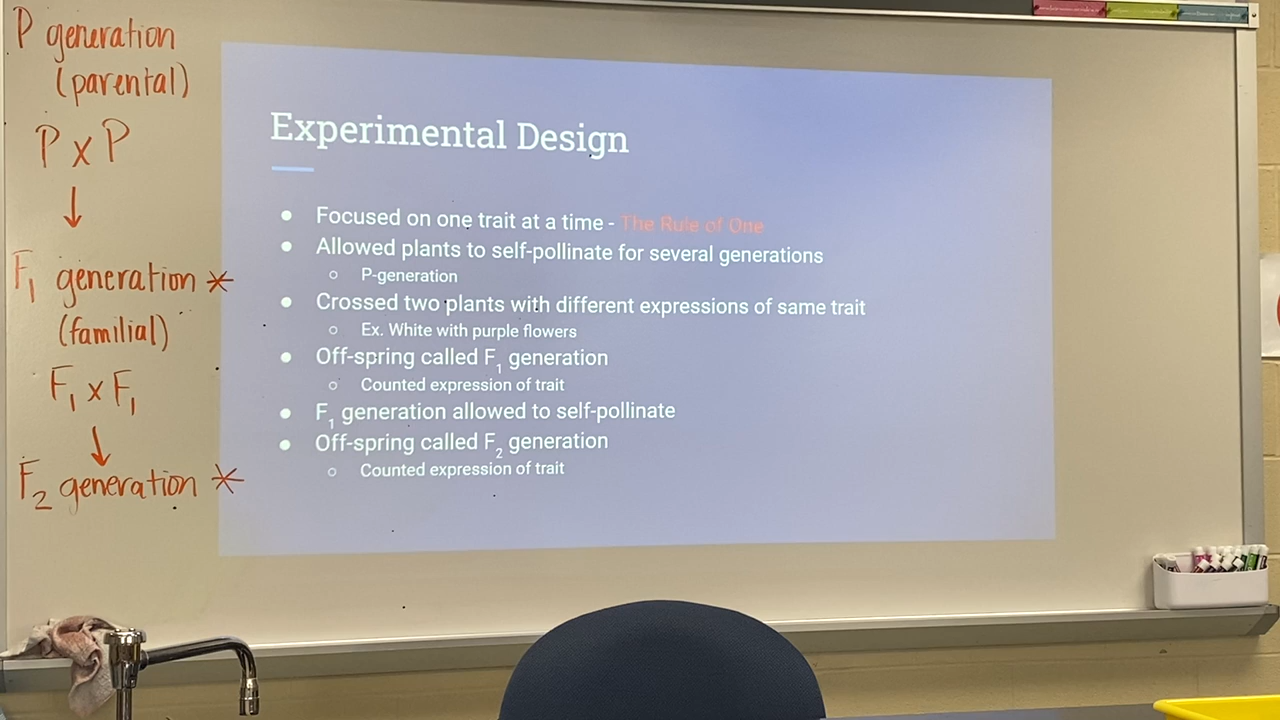 P generation
(parental)
P x P
F₁ generation *
(familial)
F₁ x F₁
F₂ generation *
Experimental Design
● Focused on one trait at a time - The Rule of One
● Allowed plants to self-pollinate for several generations
○ P-generation
● Crossed two plants with different expressions of same trait
○ Ex. White with purple flowers
● Off-spring called F₁ generation
○ Counted expression of trait
● F₁ generation allowed to self-pollinate
● Off-spring called F₂ generation
○ Counted expression of trait